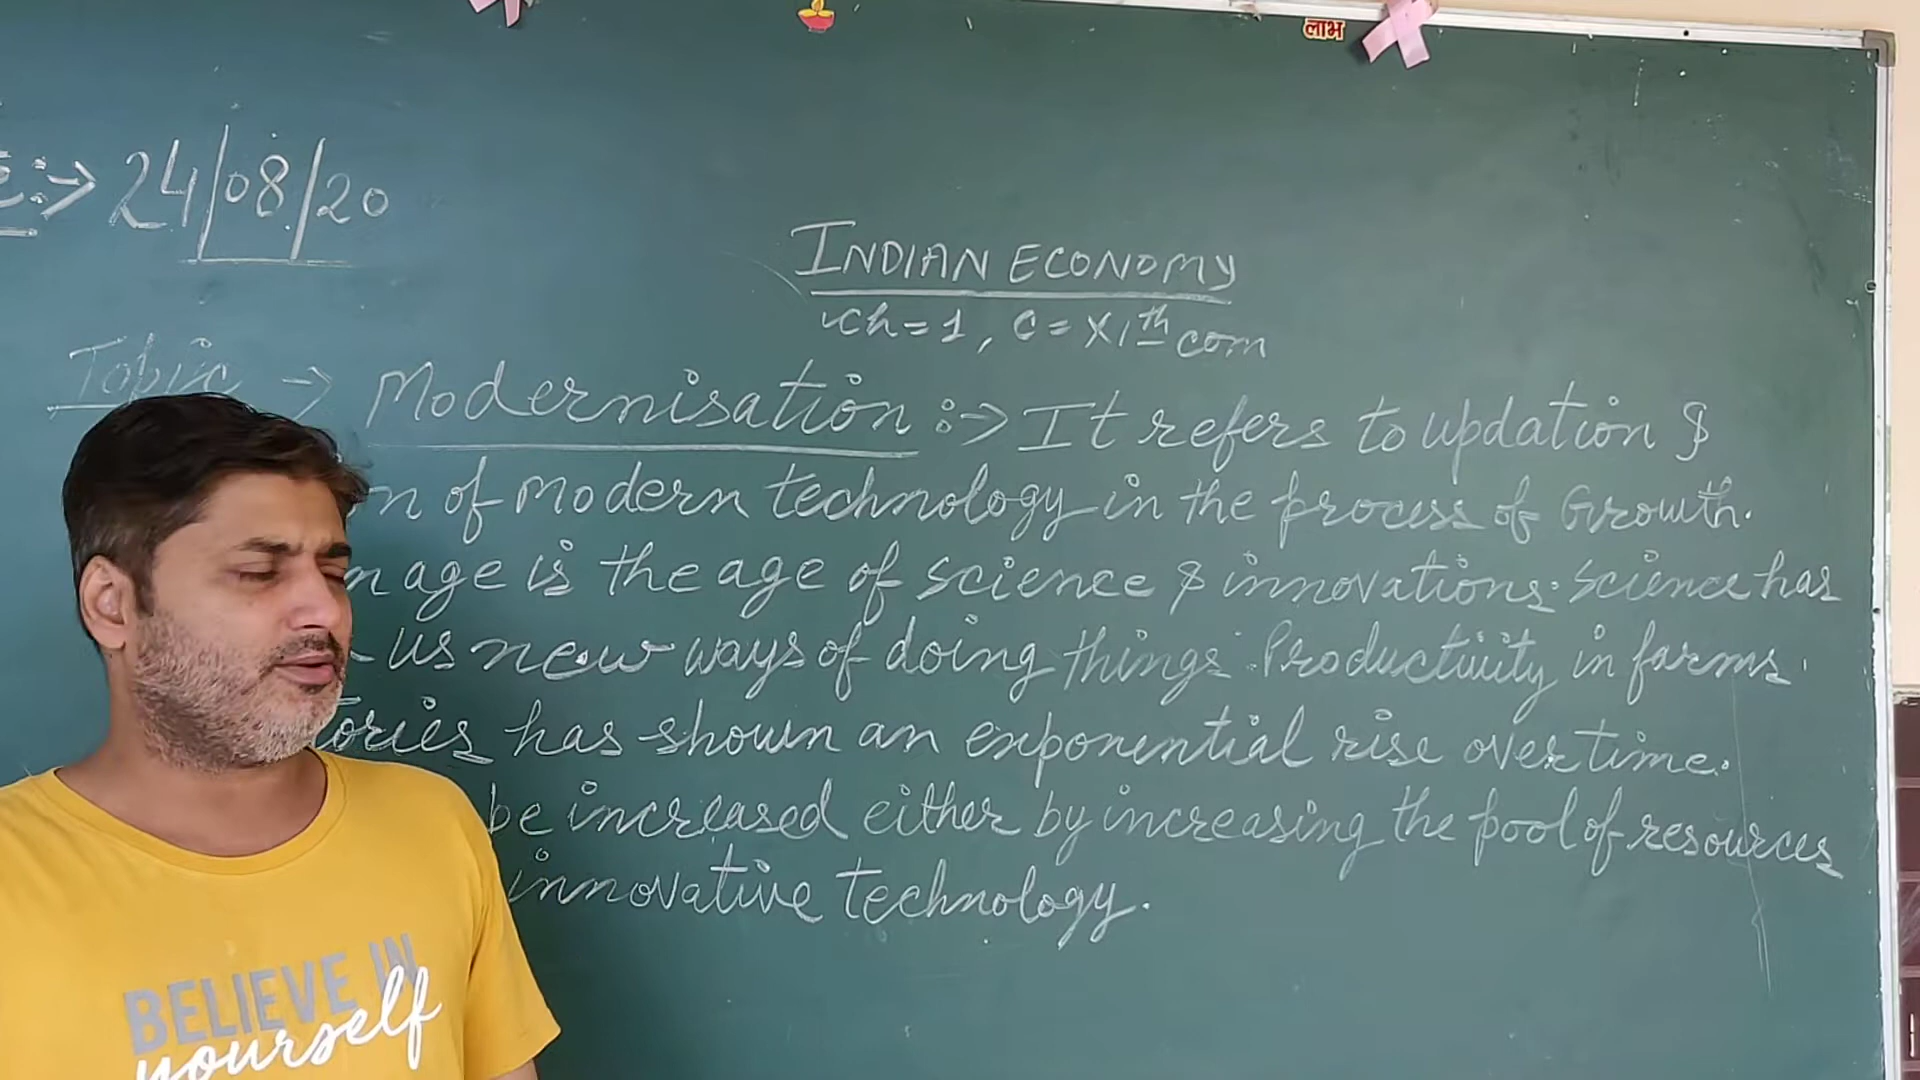 लाभ
24/08/20
INDIAN ECONOMY
Ch=1, C=XIth com
Topic → Modernisation :→ It refers to updation &
n of modern technology in the process of Growth.
n age is the age of science & innovations. Science has
us new ways of doing things. Productivity in farms
tories has shown an exponential rise over time.
be increased either by increasing the pool of resources
innovative technology.
BELIEVE IN
yourself